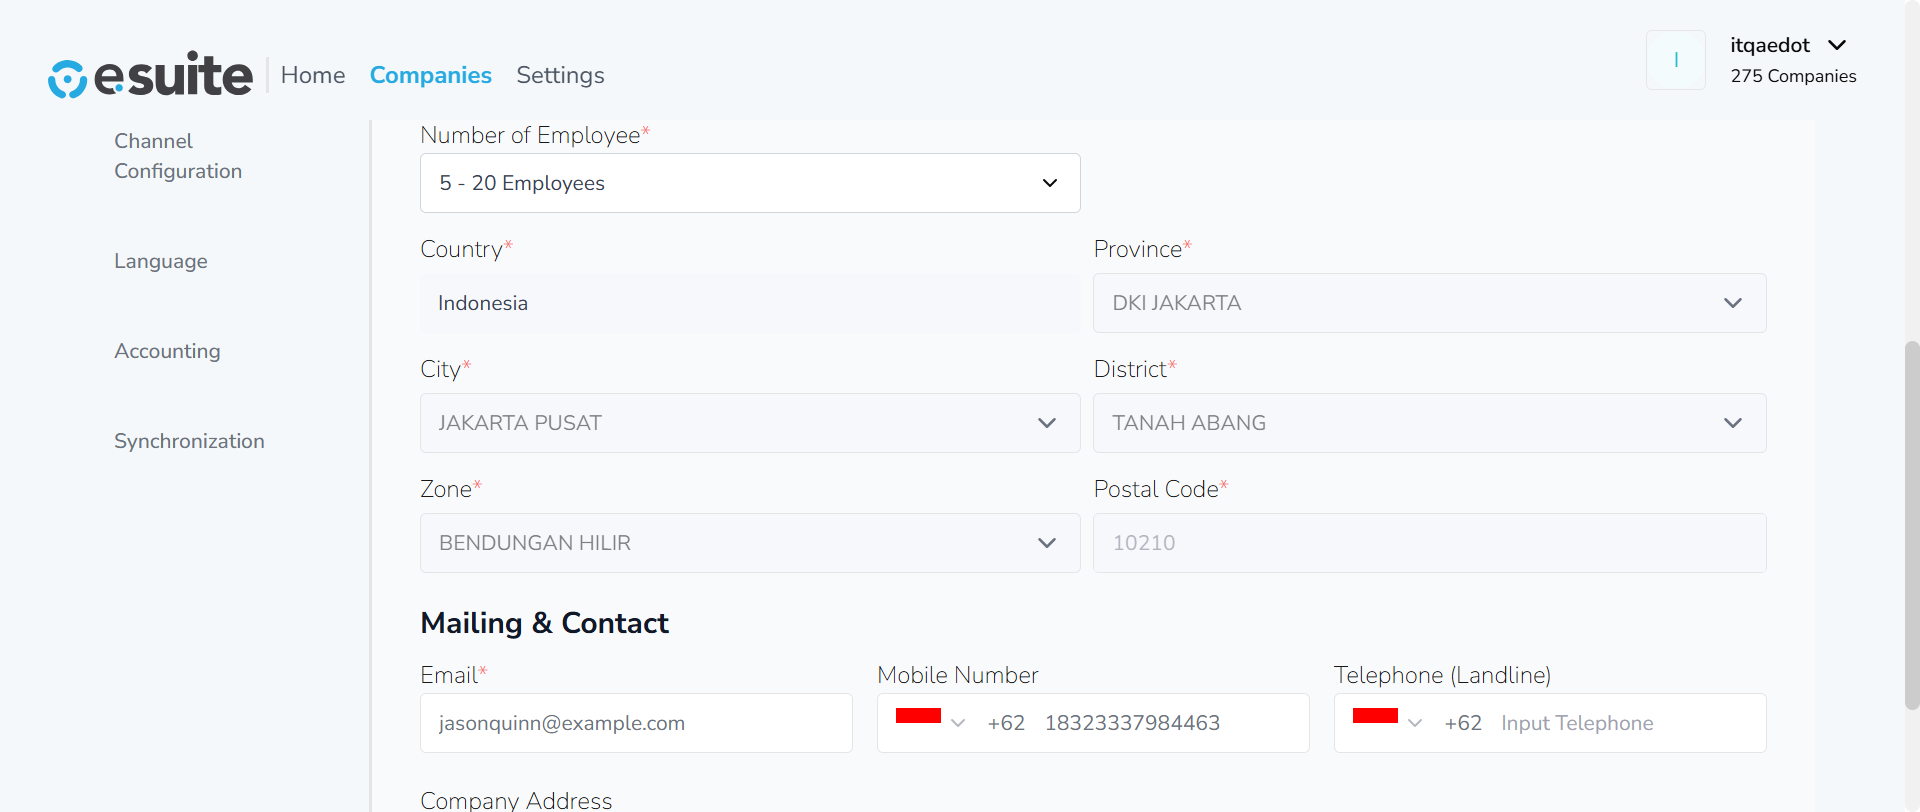 e.suite
Home
Companies
Settings
I
itqaedot
275 Companies
Channel
Configuration
Language
Accounting
Synchronization
Number of Employee*
5 - 20 Employees
Country*
Indonesia
Province*
DKI JAKARTA
City*
JAKARTA PUSAT
District*
TANAH ABANG
Zone*
BENDUNGAN HILIR
Postal Code*
10210
Mailing & Contact
Email*
jasonquinn@example.com
Mobile Number
+62 18323337984463
Telephone (Landline)
+62 Input Telephone
Company Address